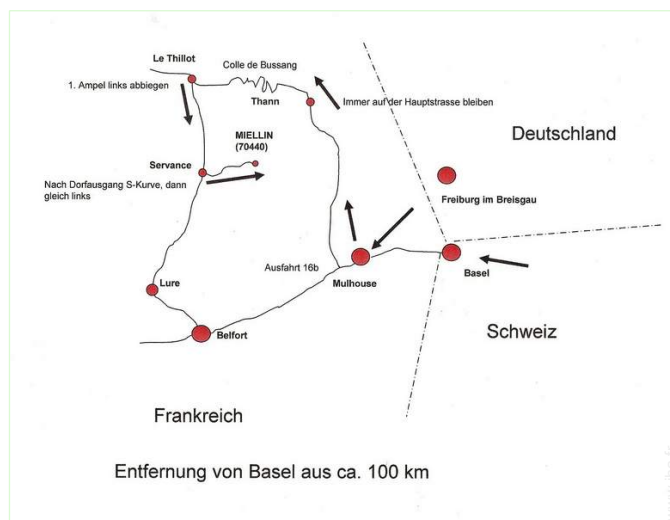 Le Thillot
Colle de Bussang
1. Ampel links abbiegen
Thann
Immer auf der Hauptstrasse bleiben
Deutschland
MIELLIN
(70440)
Servance
Nach Dorfausgang S-Kurve, dann
gleich links
Freiburg im Breisgau
Ausfahrt 16b
Mulhouse
Basel
Lure
Belfort
Schweiz
Frankreich
Entfernung von Basel aus ca. 100 km